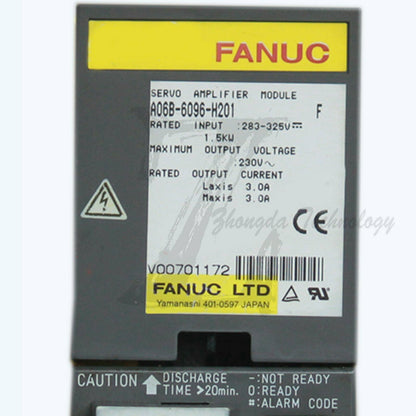 FANUC
SERVO AMPLIFIER MODULE
A06B-6096-H201 F
RATED INPUT :283-325V⎓
1.5KW
MAXIMUM OUTPUT VOLTAGE
:230V~
RATED OUTPUT CURRENT
Laxis 3.0A
Maxis 3.0A
CE
Zhongda Technology
V00701172
FANUC LTD
Yamanasni 401-0597 JAPAN
CAUTION DISCHARGE TIME >20min.
-:NOT READY
0:READY
#:ALARM CODE